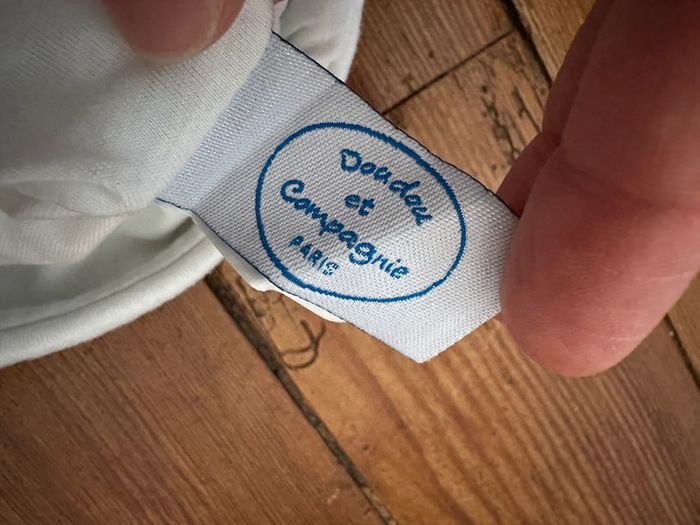 Doudou
et
Compagnie
PARIS